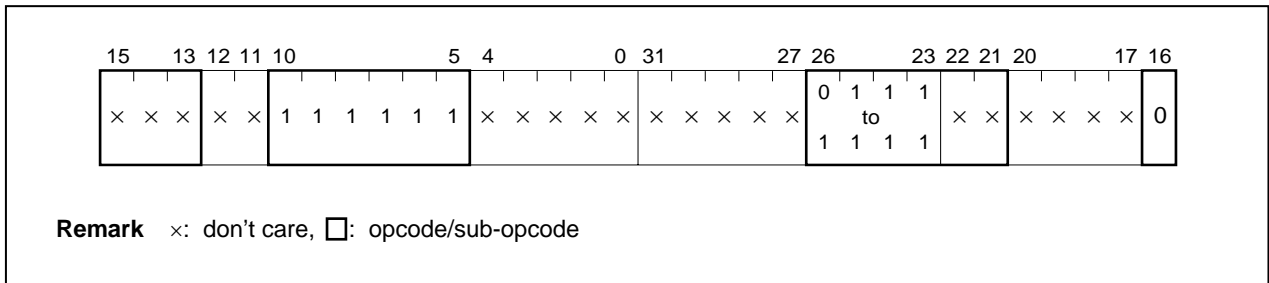 15 13 12 11 10 5 4 0 31 27 26 23 22 21 20 17 16
0 1 1 1
× × × × × 1 1 1 1 1 1 × × × × × × × × × × to × × × × × × 0
1 1 1 1
Remark ×: don't care, □: opcode/sub-opcode